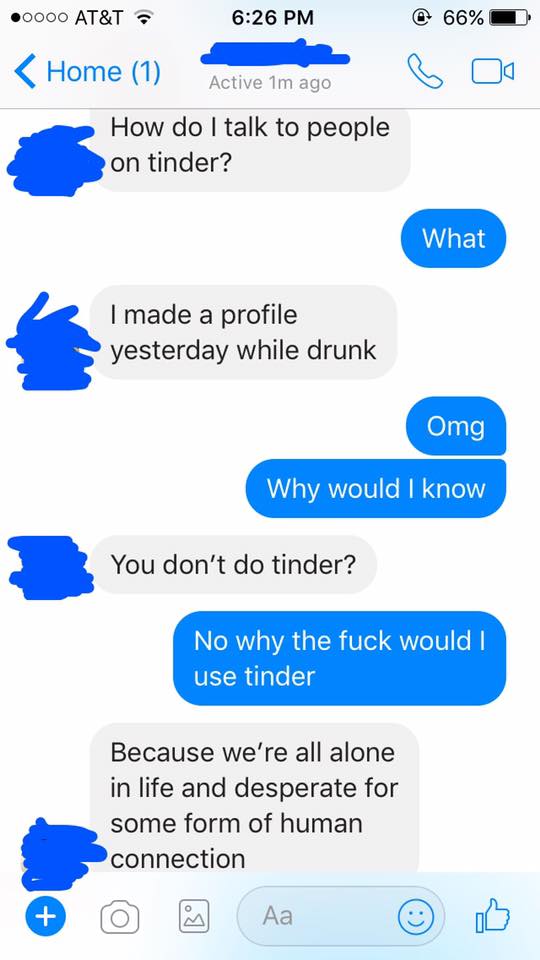 AT&T 6:26 PM 66%
Home (1)
Active 1m ago
How do I talk to people
on tinder?
What
I made a profile
yesterday while drunk
Omg
Why would I know
You don’t do tinder?
No why the fuck would I
use tinder
Because we’re all alone
in life and desperate for
some form of human
connection
Aa